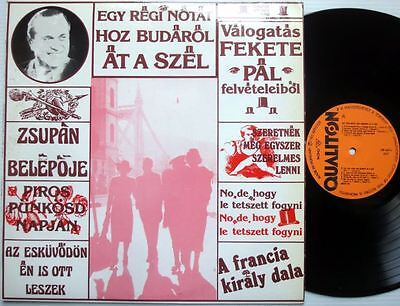 EGY RÉGI NÓTÁT
HOZ BUDÁRÓL
ÁT A SZÉL
Válogatás
FEKETE
PÁL
felvételeiből
ZSUPÁN
BELÉPŐJE
PIROS
PÜNKÖSD
NAPJÁN
AZ ESKÜVŐDÖN
ÉN IS OTT
LESZEK
SZERETNÉK
MÉG EGYSZER
SZERELMES
LENNI
No, de, hogy
le tetszett fogyni
No, de, hogy
le tetszett fogyni
A francia
király dala
QUALITON